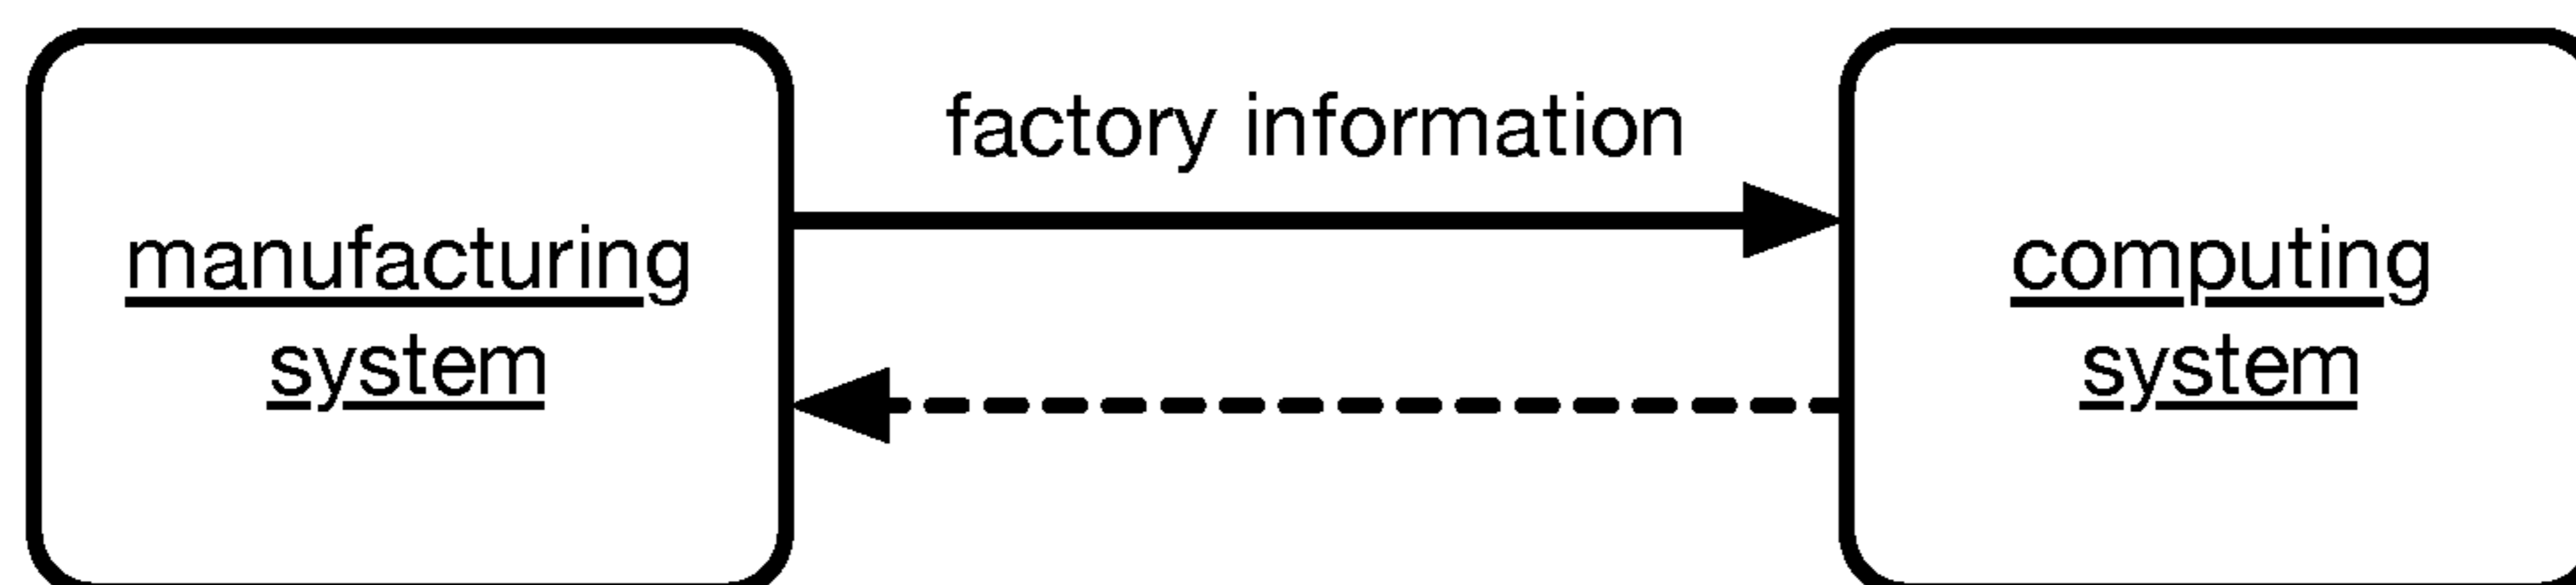 factory information
manufacturing
system
computing
system